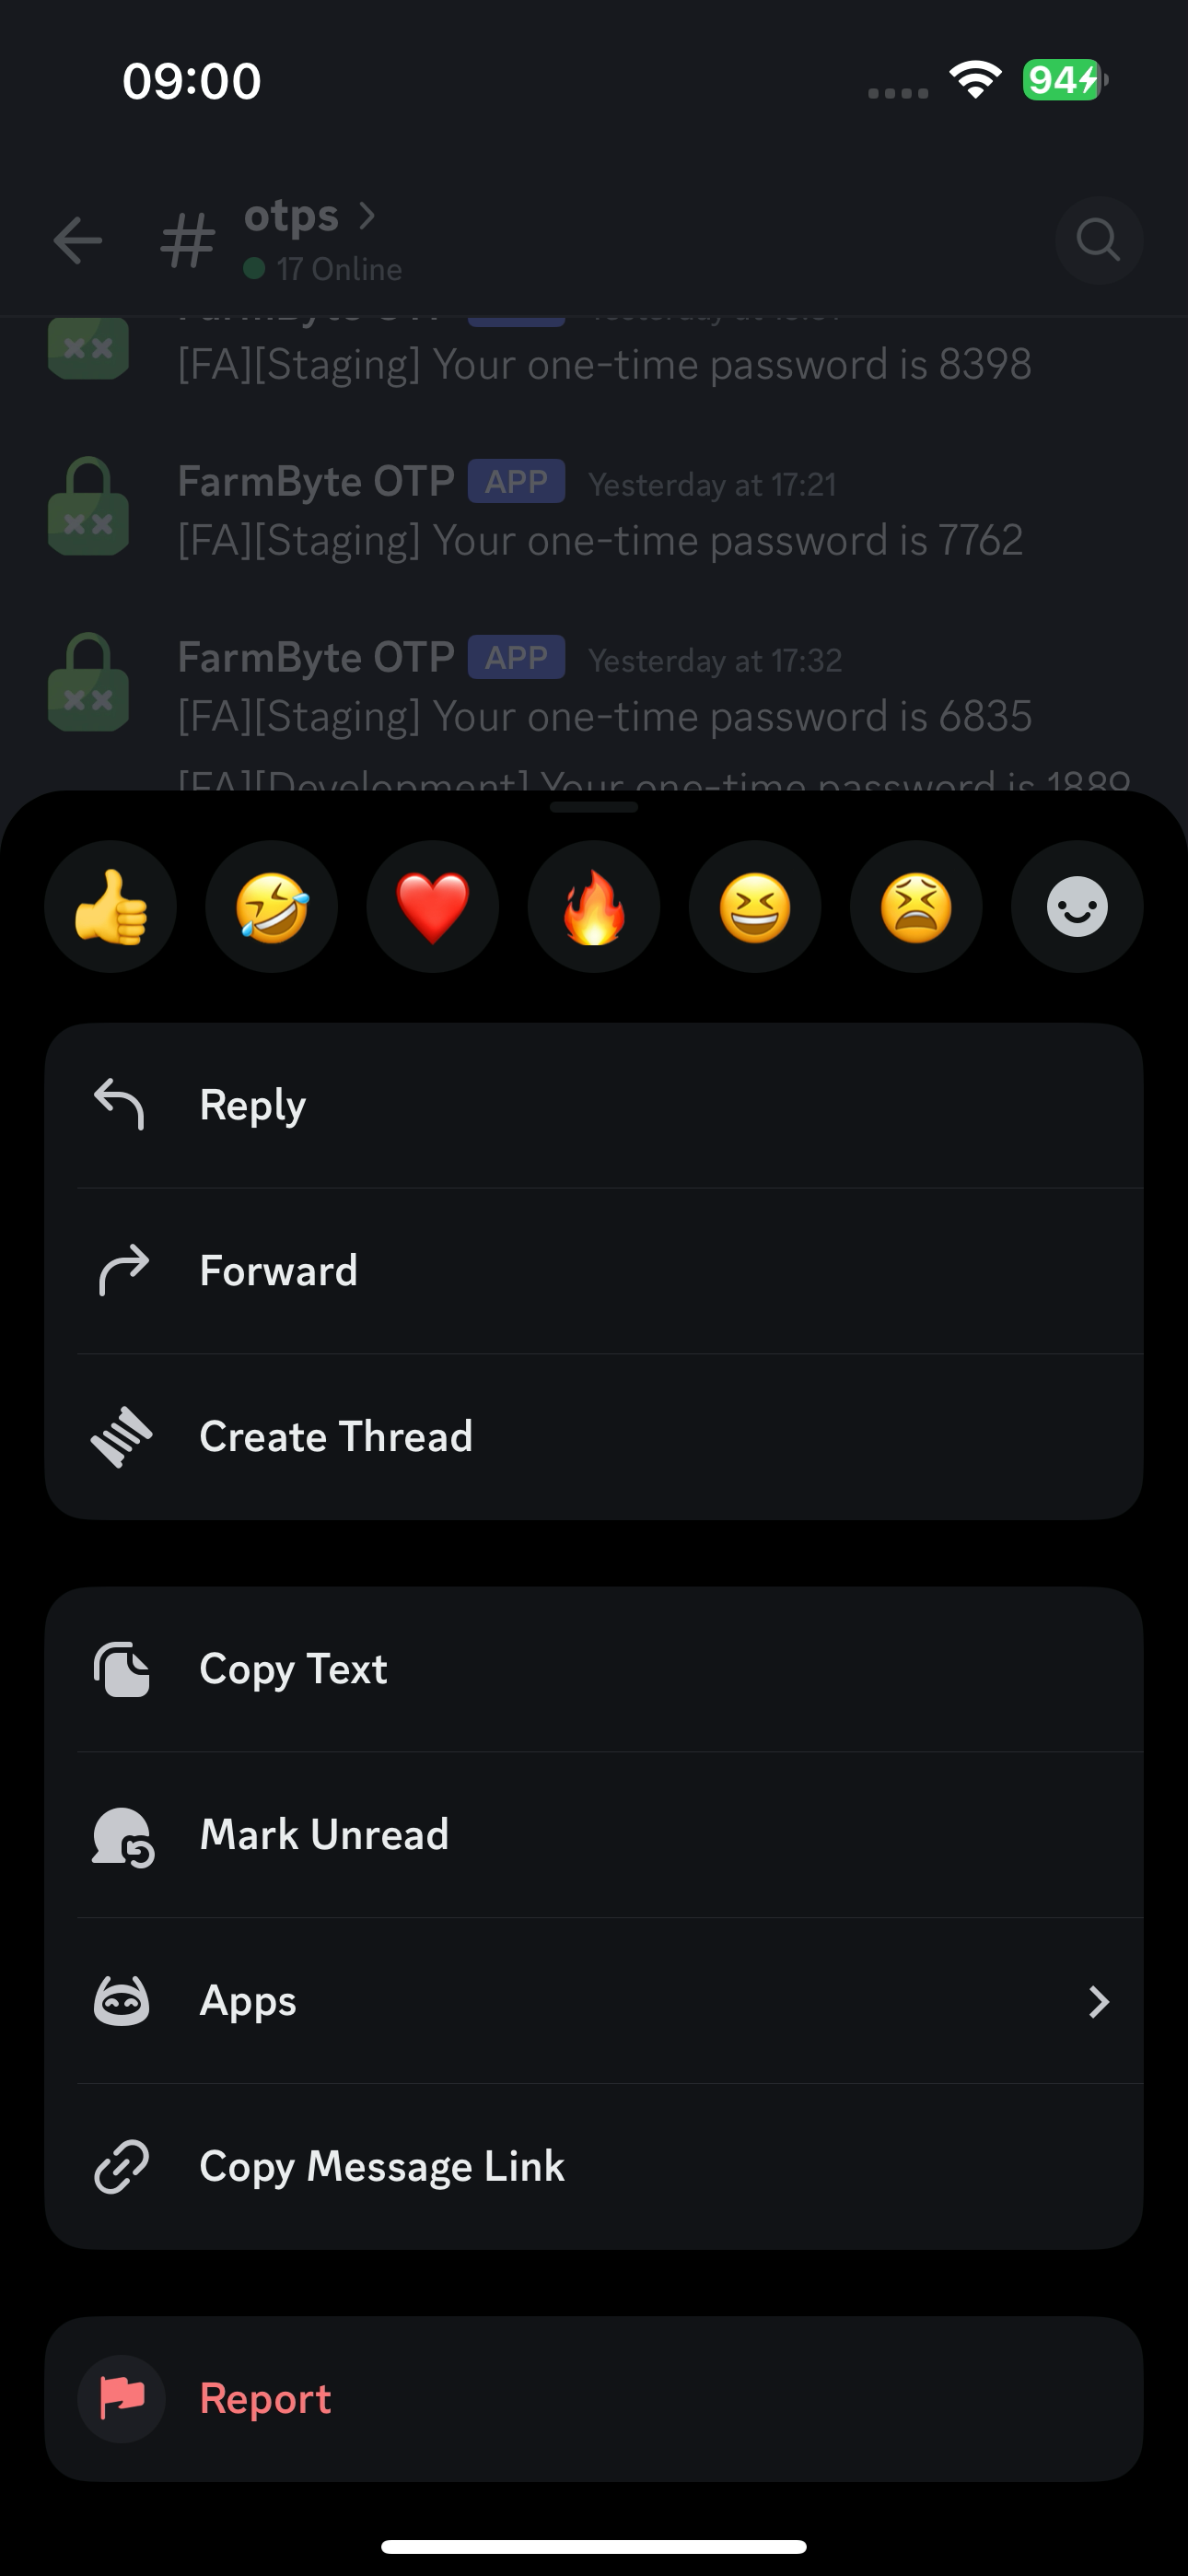 09:00
94
otps
17 Online
FarmByte OTP
[FA][Staging] Your one-time password is 8398
FarmByte OTP APP Yesterday at 17:21
[FA][Staging] Your one-time password is 7762
FarmByte OTP APP Yesterday at 17:32
[FA][Staging] Your one-time password is 6835
[FA][Development] Your one-time password is 1889
Reply
Forward
Create Thread
Copy Text
Mark Unread
Apps
Copy Message Link
Report